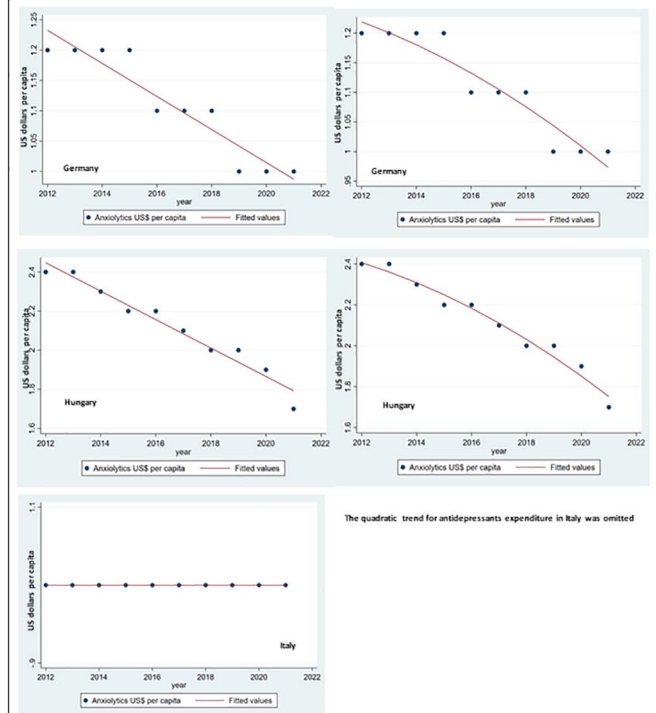 US dollars per capita
1.25
1.2
1.15
1.1
1.05
1
Germany
2012 2014 2016 2018 2020 2022
year
Anxiolytics US$ per capita Fitted values
US dollars per capita
1.2
1.15
1.1
1.05
1
.95
Germany
2012 2014 2016 2018 2020 2022
year
Anxiolytics US$ per capita Fitted values
US dollars per capita
2.4
2.2
2
1.8
1.6
Hungary
2012 2014 2016 2018 2020 2022
year
Anxiolytics US$ per capita Fitted values
US dollars per capita
2.4
2.2
2
1.8
1.6
Hungary
2012 2014 2016 2018 2020 2022
year
Anxiolytics US$ per capita Fitted values
US dollars per capita
1.1
.9
Italy
2012 2014 2016 2018 2020 2022
year
Anxiolytics US$ per capita Fitted values
The quadratic trend for antidepressants expenditure in Italy was omitted